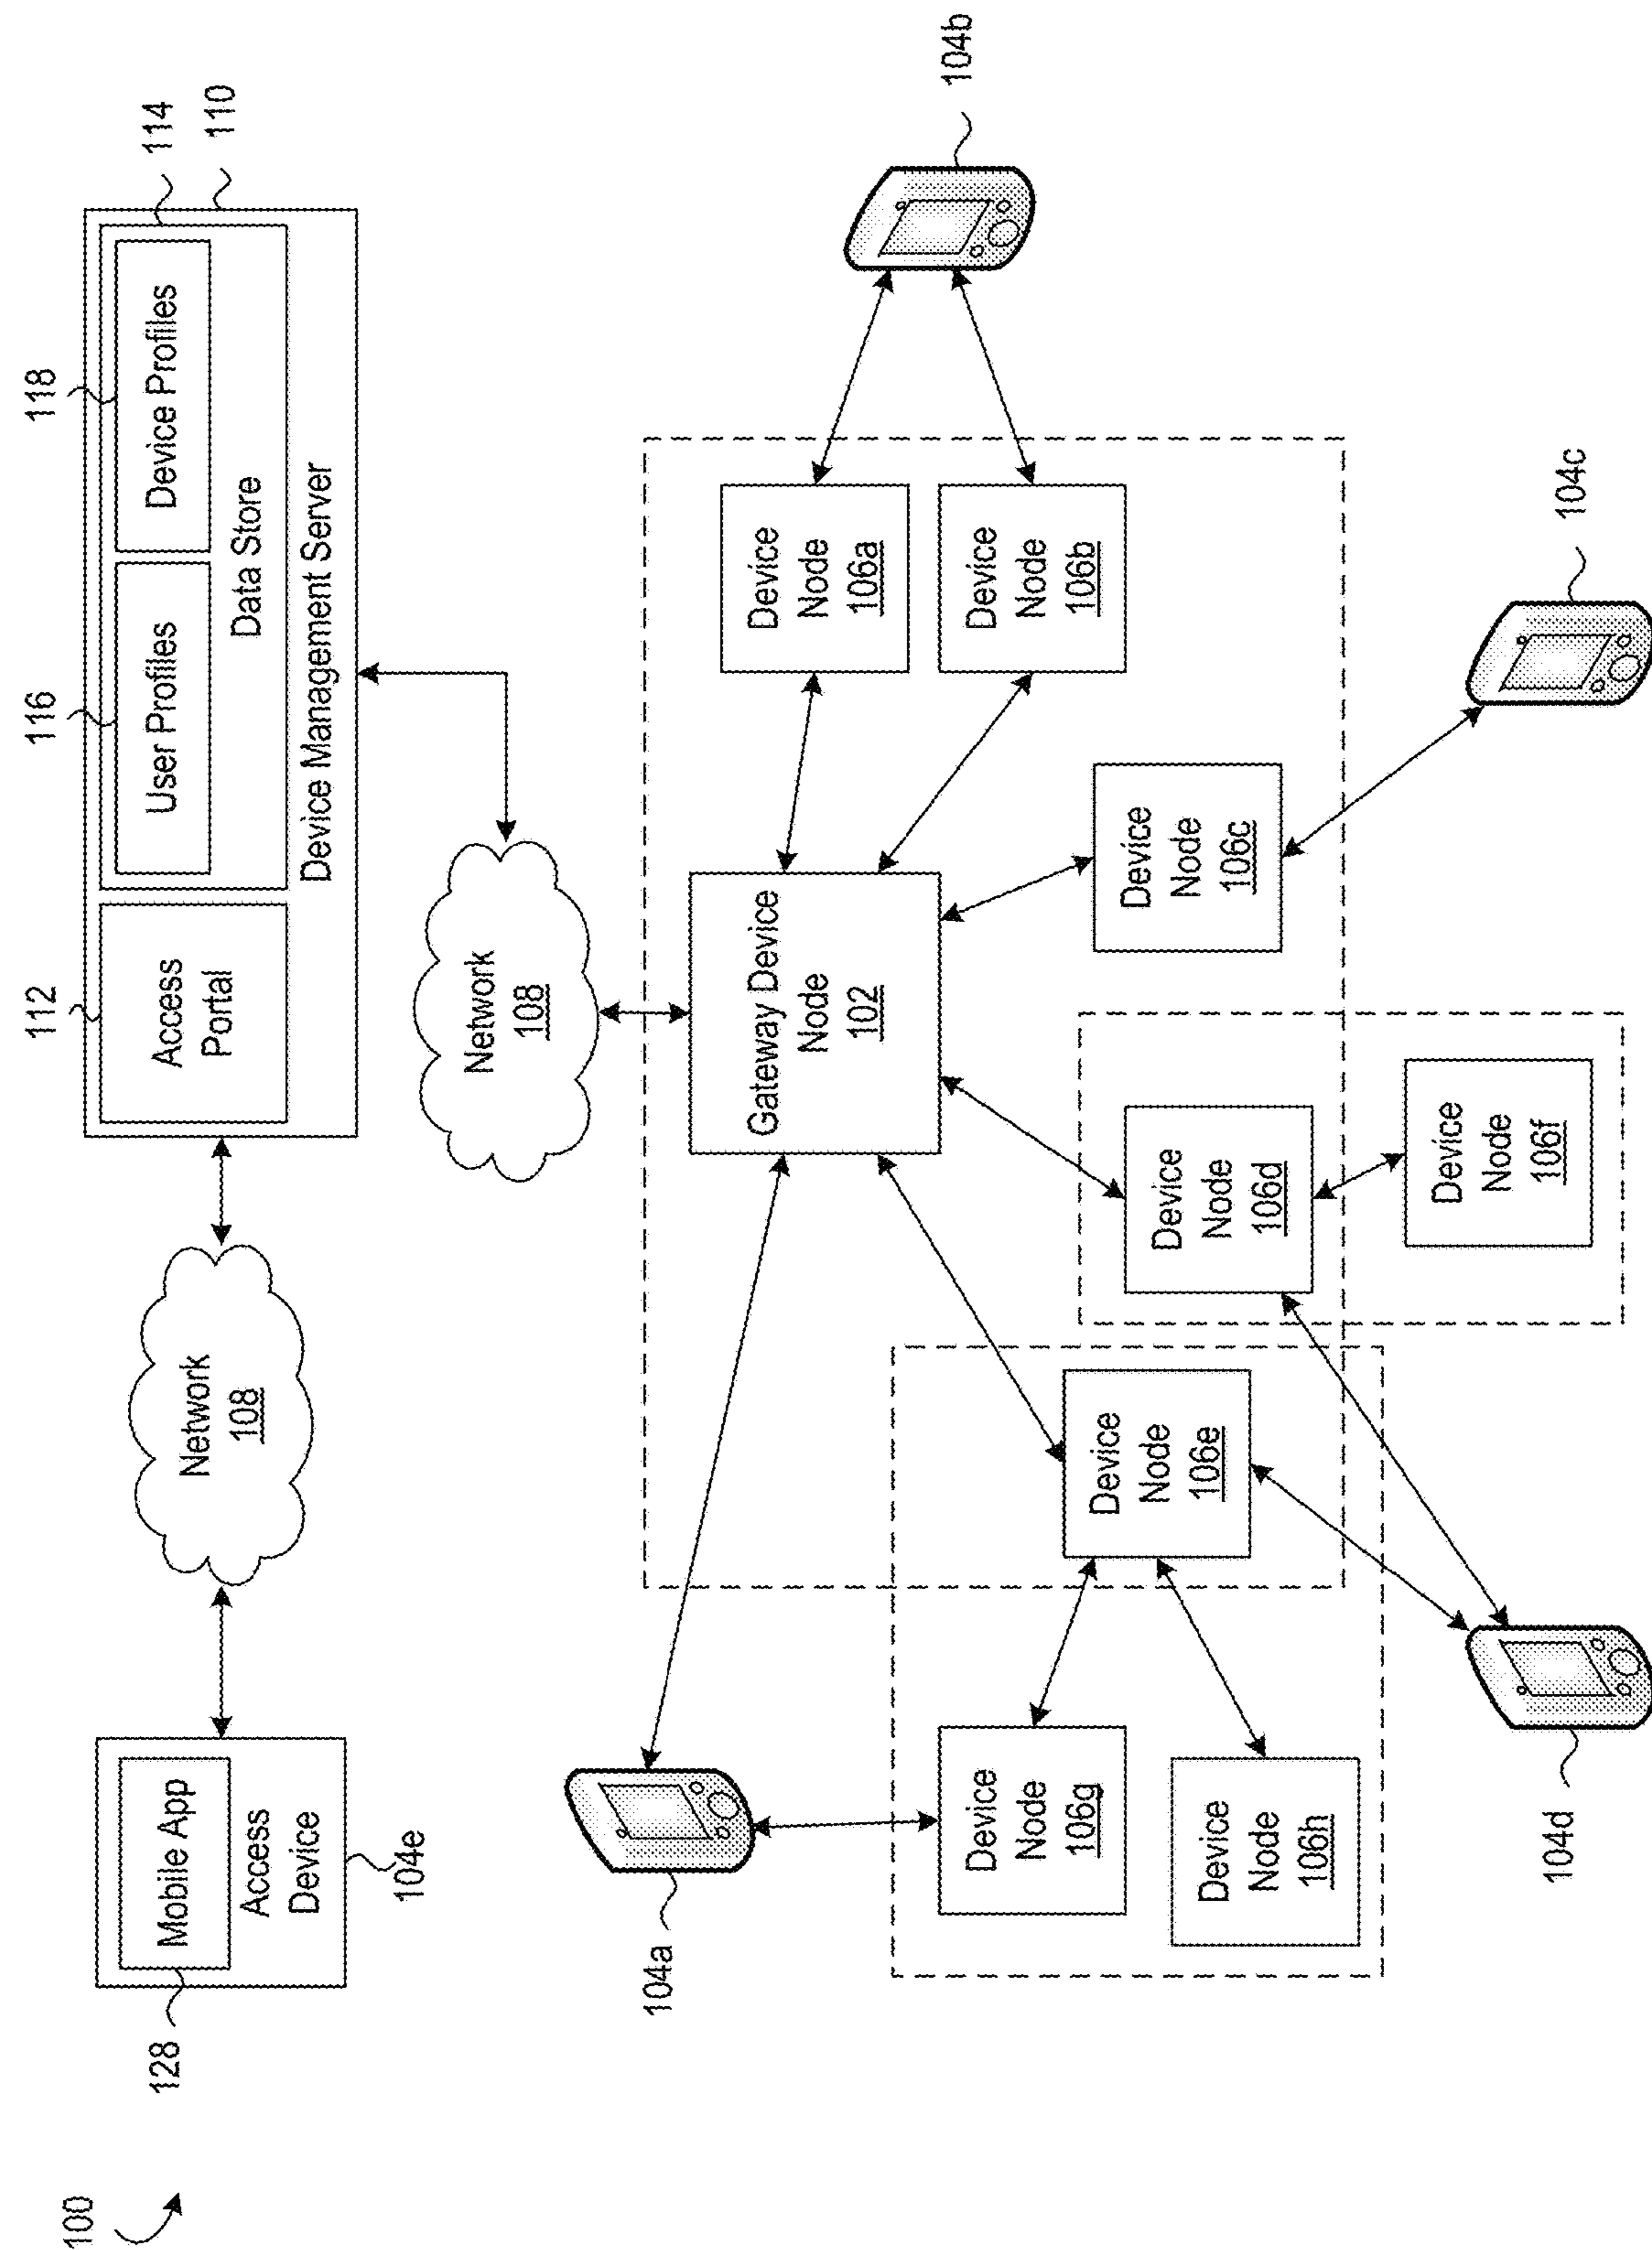 100
128
Mobile App
Access
Device
104e
Network
108
112
Access
Portal
116
User Profiles
118
Device Profiles
Data Store
Device Management Server
114
110
Network
108
104a
Gateway Device
Node
102
Device
Node
106a
Device
Node
106b
104b
Device
Node
106c
104c
Device
Node
106d
Device
Node
106e
Device
Node
106f
Device
Node
106g
Device
Node
106h
104d